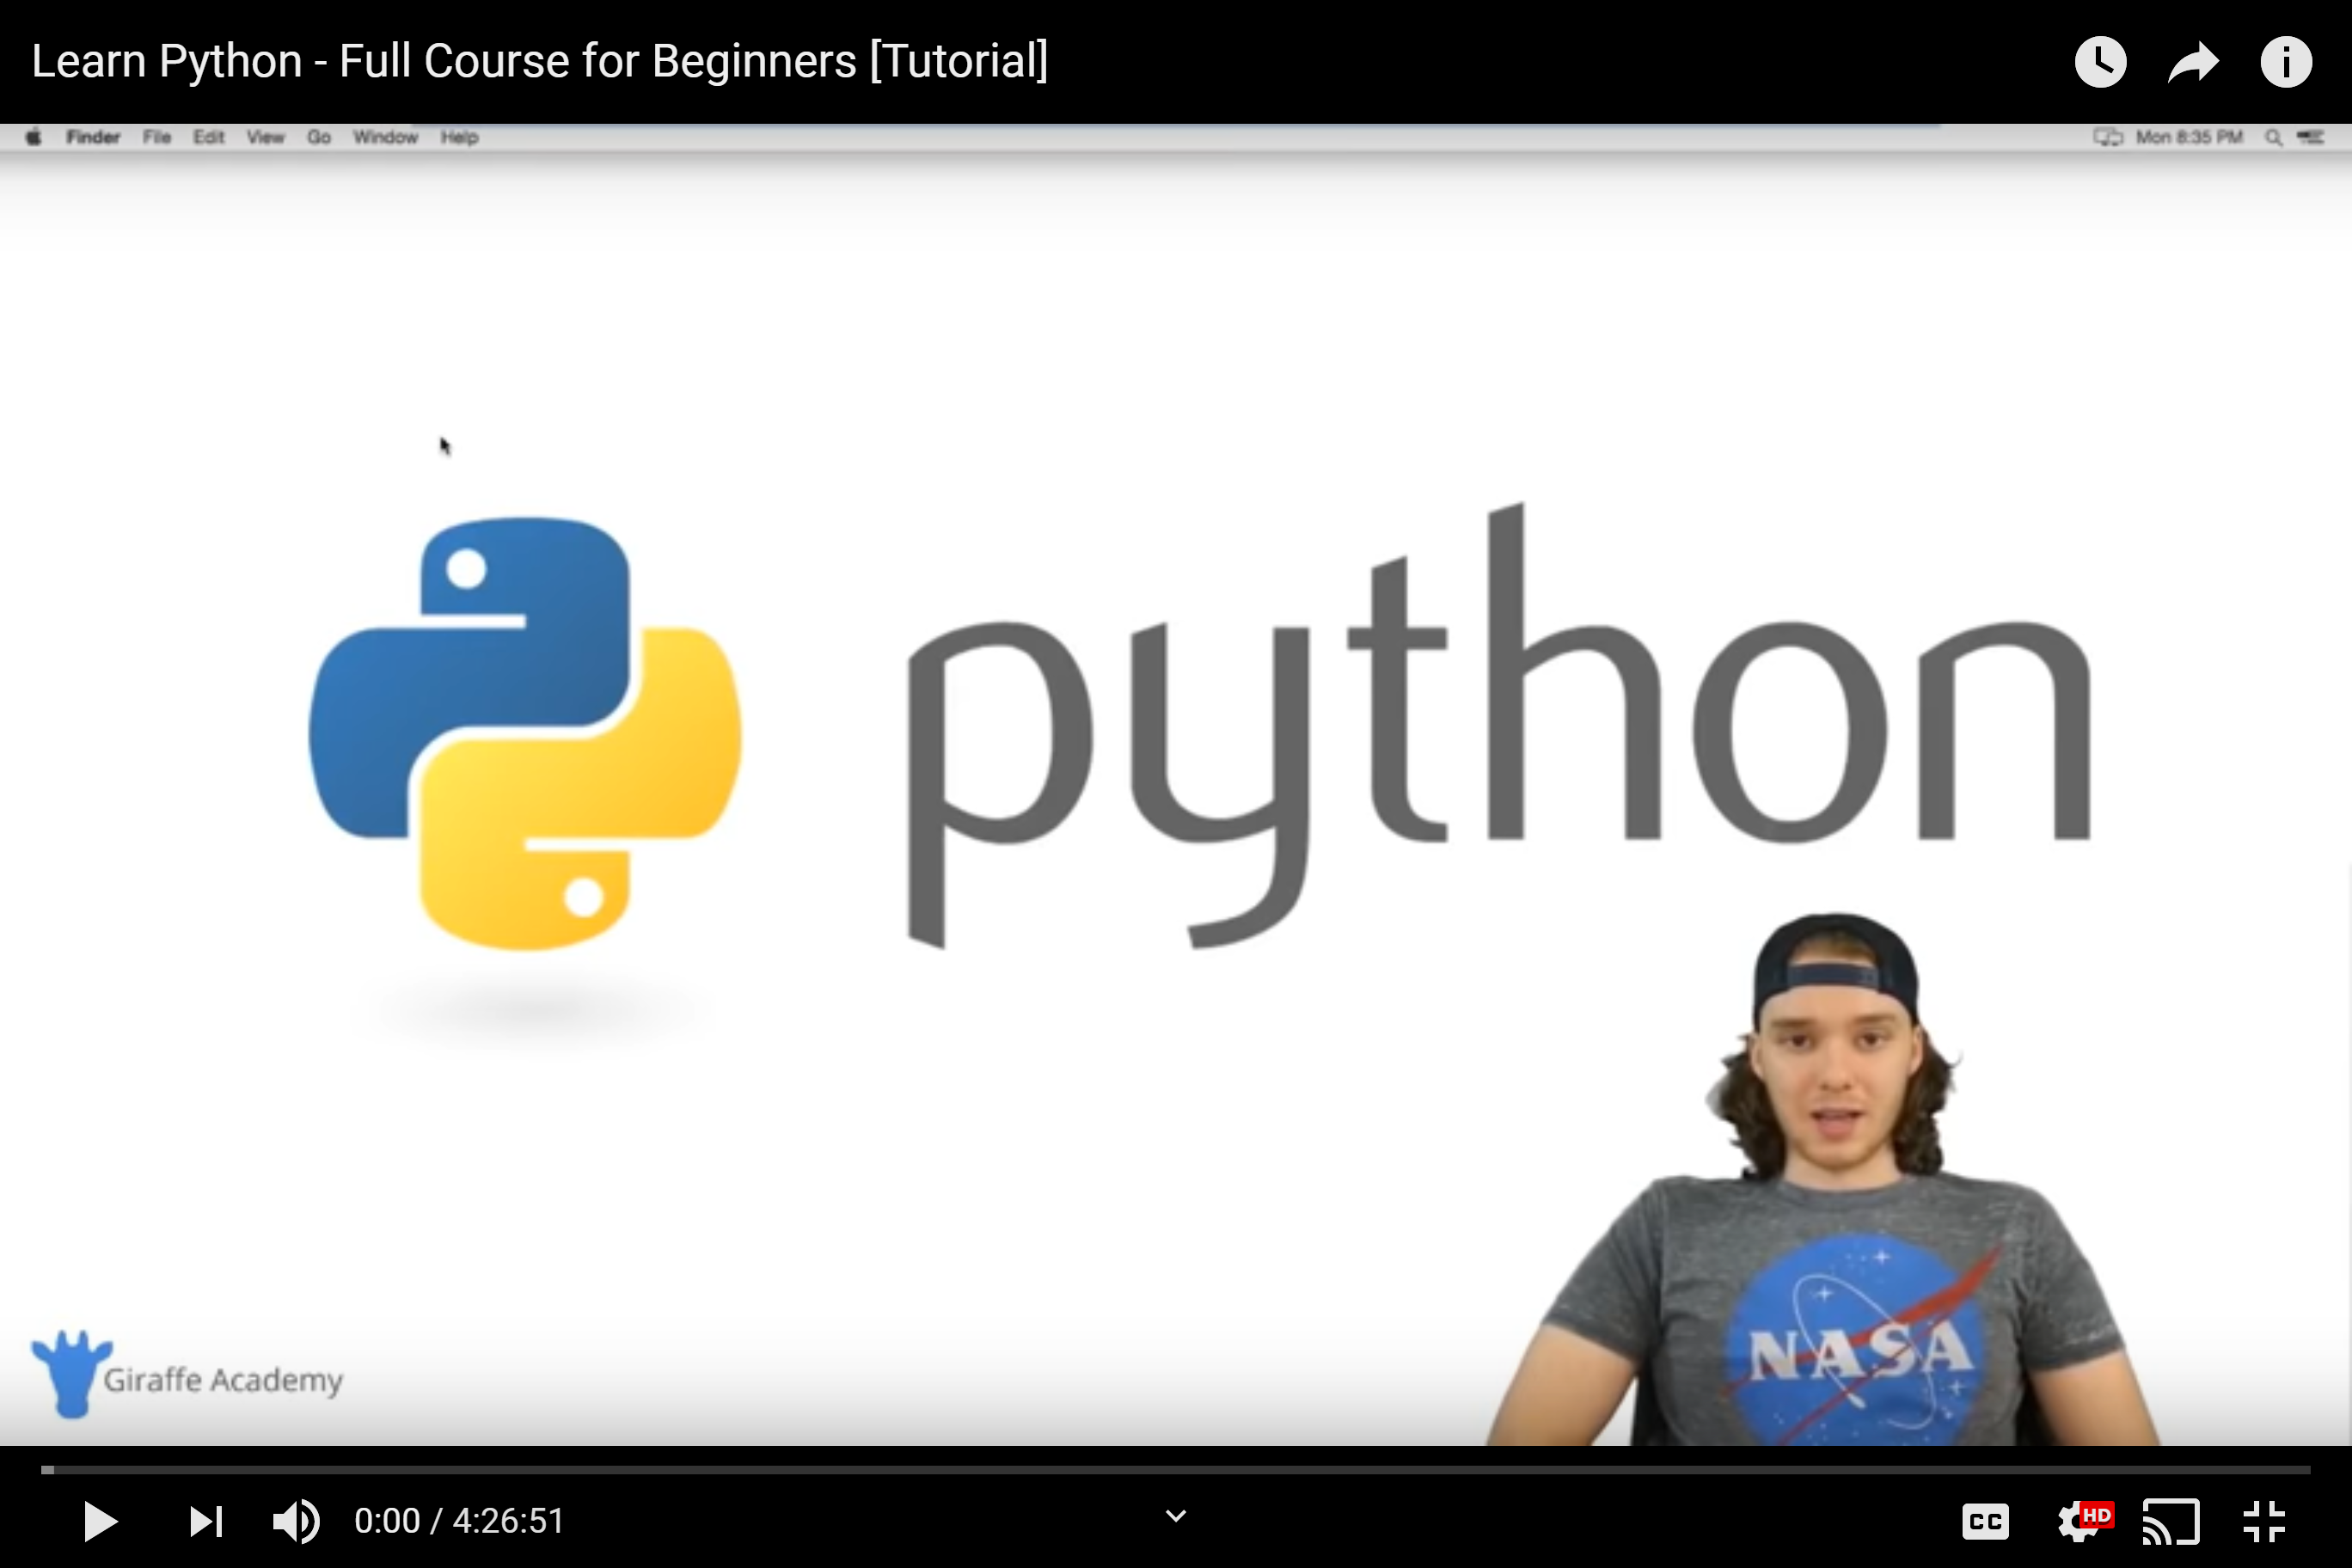 Learn Python - Full Course for Beginners [Tutorial]
Finder File Edit View Go Window Help Mon 8:35 PM
python
NASA
Giraffe Academy
0:00 / 4:26:51 CC HD